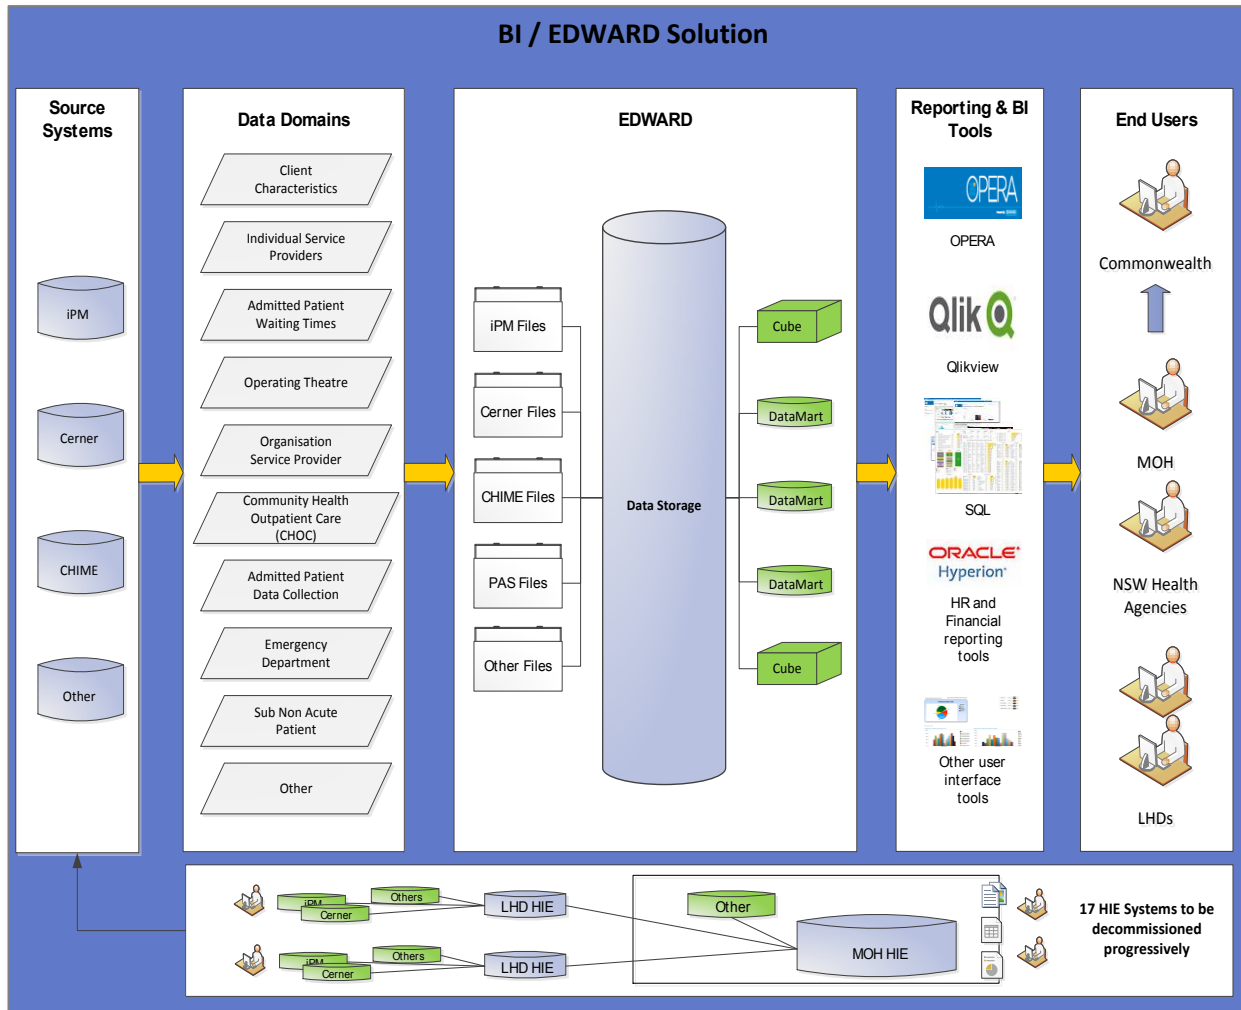 BI / EDWARD Solution
Source
Systems
iPM
Cerner
CHIME
Other
Data Domains
Client
Characteristics
Individual Service
Providers
Admitted Patient
Waiting Times
Operating Theatre
Organisation
Service Provider
Community Health
Outpatient Care
(CHOC)
Admitted Patient
Data Collection
Emergency
Department
Sub Non Acute
Patient
Other
EDWARD
iPM Files
Cerner Files
CHIME Files
PAS Files
Other Files
Data Storage
Cube
DataMart
DataMart
DataMart
Cube
Reporting & BI
Tools
OPERA
OPERA
Qlik
Qlikview
SQL
ORACLE
Hyperion
HR and
Financial
reporting
tools
Other user
interface
tools
End Users
Commonwealth
MOH
NSW Health
Agencies
LHDs
iPM
Cerner
Others
LHD HIE
iPM
Cerner
Others
LHD HIE
Other
MOH HIE
17 HIE Systems to be
decommissioned
progressively